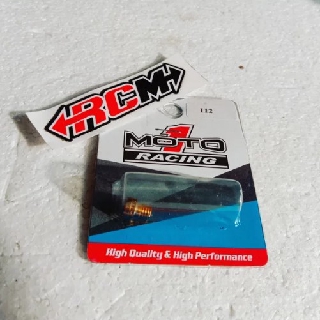 RCM
112
MOTO 1
RACING
High Quality & High Performance